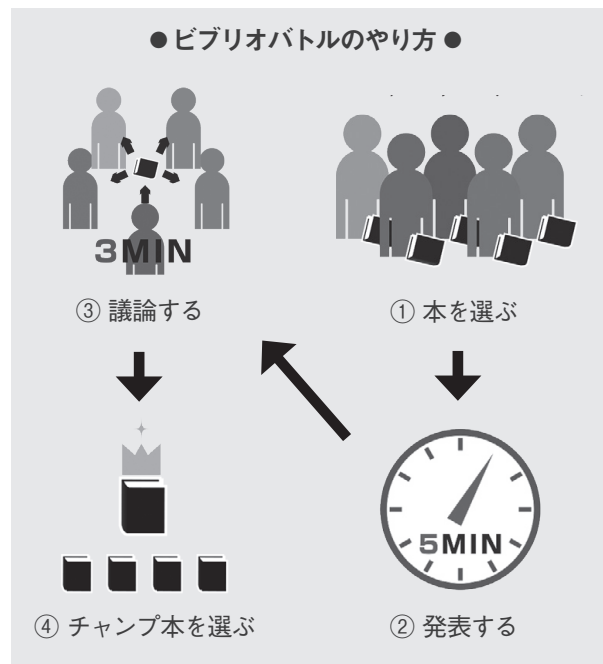 ●ビブリオバトルのやり方●
① 本を選ぶ
5MIN
② 発表する
3MIN
③ 議論する
④ チャンプ本を選ぶ